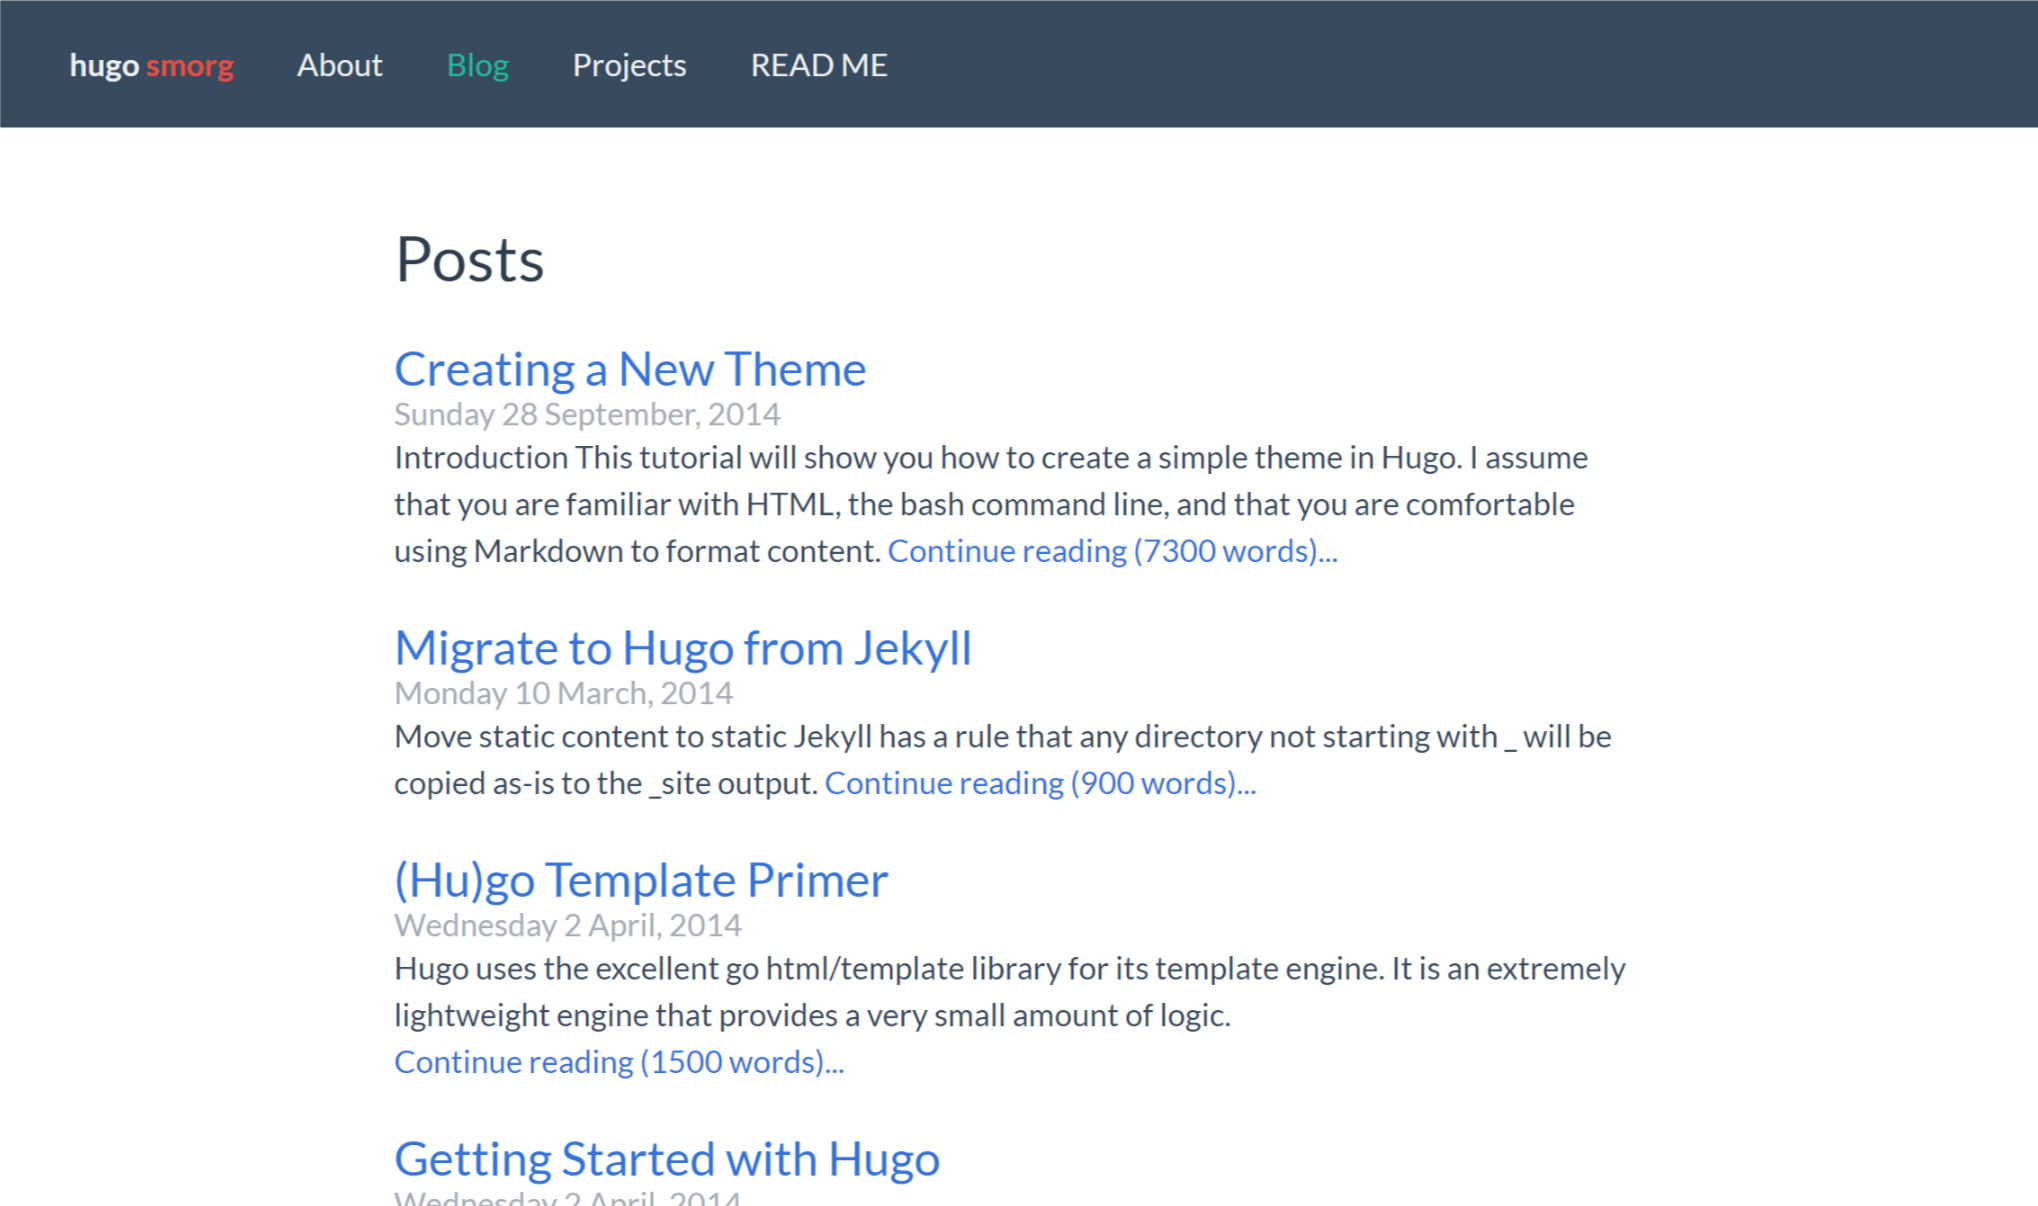 hugo smorg About Blog Projects READ ME
Posts
Creating a New Theme
Sunday 28 September, 2014
Introduction This tutorial will show you how to create a simple theme in Hugo. I assume
that you are familiar with HTML, the bash command line, and that you are comfortable
using Markdown to format content. Continue reading (7300 words)...
Migrate to Hugo from Jekyll
Monday 10 March, 2014
Move static content to static Jekyll has a rule that any directory not starting with _ will be
copied as-is to the _site output. Continue reading (900 words)...
(Hu)go Template Primer
Wednesday 2 April, 2014
Hugo uses the excellent go html/template library for its template engine. It is an extremely
lightweight engine that provides a very small amount of logic.
Continue reading (1500 words)...
Getting Started with Hugo
Wednesday 2 April, 2014